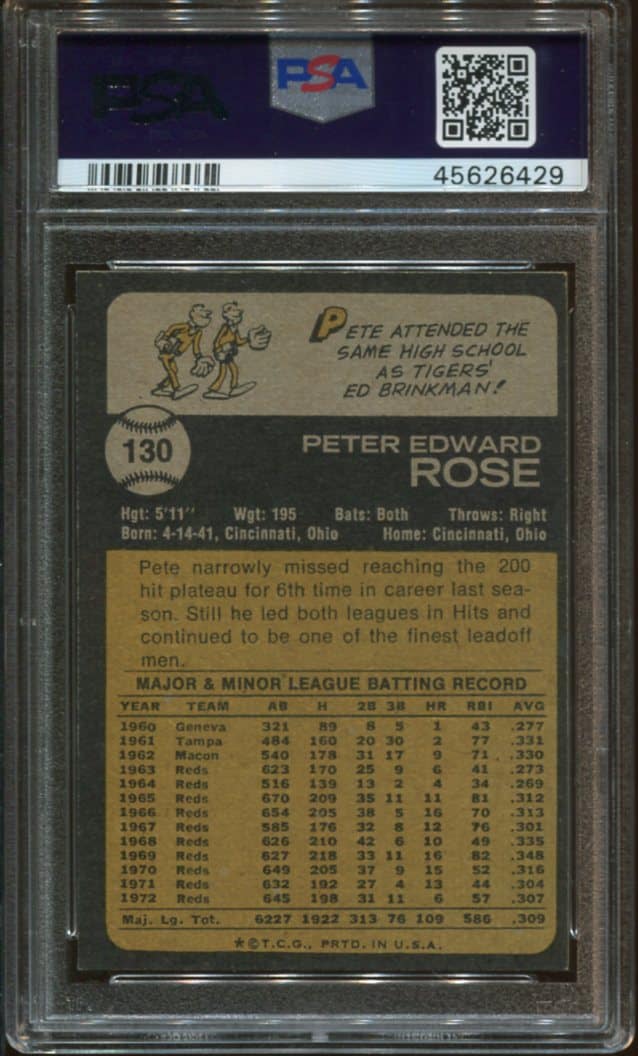 PSA
PSA
45626429
PETE ATTENDED THE
SAME HIGH SCHOOL
AS TIGERS'
ED BRINKMAN!
130
PETER EDWARD
ROSE
Hgt: 5'11" Wgt: 195 Bats: Both Throws: Right
Born: 4-14-41, Cincinnati, Ohio Home: Cincinnati, Ohio
Pete narrowly missed reaching the 200
hit plateau for 6th time in career last sea-
son. Still he led both leagues in Hits and
continued to be one of the finest leadoff
men.
MAJOR & MINOR LEAGUE BATTING RECORD
YEAR TEAM AB H 2B 3B HR RBI AVG
1960 Geneva 321 89 8 5 1 43 .277
1961 Tampa 484 160 20 30 2 77 .331
1962 Macon 540 178 31 17 9 71 .330
1963 Reds 623 170 25 9 6 41 .273
1964 Reds 516 139 13 2 4 34 .269
1965 Reds 670 209 35 11 11 81 .312
1966 Reds 654 205 38 5 16 70 .313
1967 Reds 585 176 32 8 12 76 .301
1968 Reds 626 210 42 6 10 49 .335
1969 Reds 627 218 33 11 16 82 .348
1970 Reds 649 205 37 9 15 52 .316
1971 Reds 632 192 27 4 13 44 .304
1972 Reds 645 198 31 11 6 57 .307
Maj. Lg. Tot. 6227 1922 313 76 109 586 .309
*©T.C.G., PRTD. IN U.S.A.